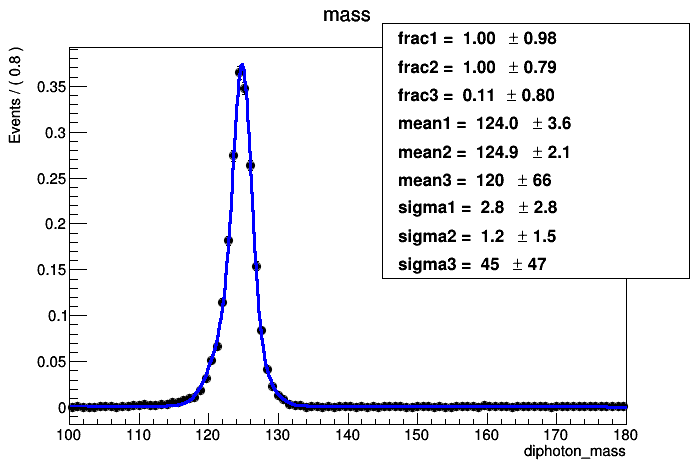 mass
frac1 = 1.00 ± 0.98
frac2 = 1.00 ± 0.79
frac3 = 0.11 ± 0.80
mean1 = 124.0 ± 3.6
mean2 = 124.9 ± 2.1
mean3 = 120 ± 66
sigma1 = 2.8 ± 2.8
sigma2 = 1.2 ± 1.5
sigma3 = 45 ± 47
Events / ( 0.8 )
0.35
0.3
0.25
0.2
0.15
0.1
0.05
0
100 110 120 130 140 150 160 170 180
diphoton_mass